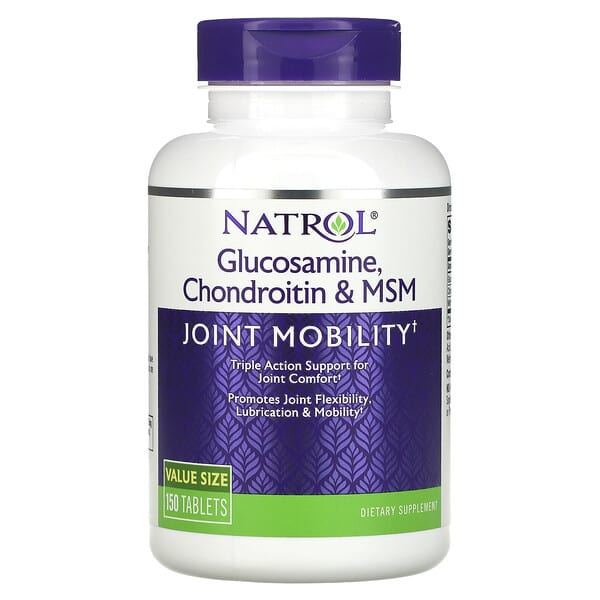 NATROL®
Glucosamine,
Chondroitin & MSM
JOINT MOBILITY†
Triple Action Support for
Joint Comfort†
Promotes Joint Flexibility,
Lubrication & Mobility†
VALUE SIZE
150 TABLETS
DIETARY SUPPLEMENT